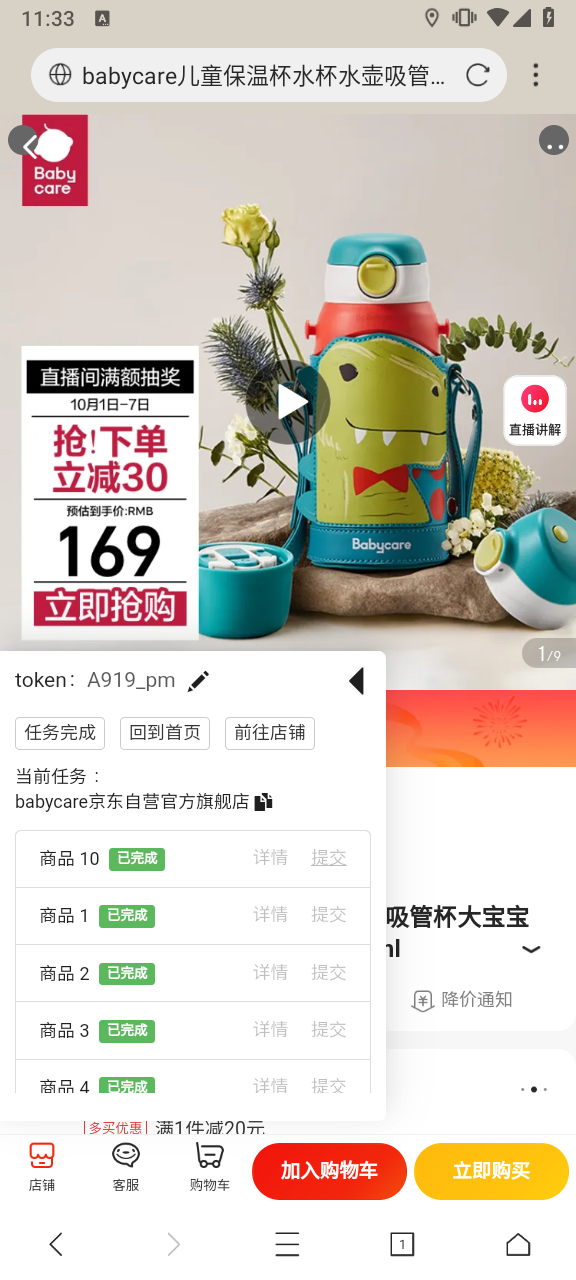 11:33
A
babycare儿童保温杯水杯水壶吸管...
Baby
care
直播间满额抽奖
10月1日-7日
抢!下单
立减30
预估到手价:RMB
169
立即抢购
Babycare
直播讲解
1/9
token: A919_pm
任务完成 回到首页 前往店铺
当前任务：
babycare京东自营官方旗舰店
商品 10 已完成 详情 提交
商品 1 已完成 详情 提交
商品 2 已完成 详情 提交
商品 3 已完成 详情 提交
商品 4 已完成 详情 提交
吸管杯大宝宝
ml
降价通知
多买优惠 满1件减20元
店铺 客服 购物车 加入购物车 立即购买
1